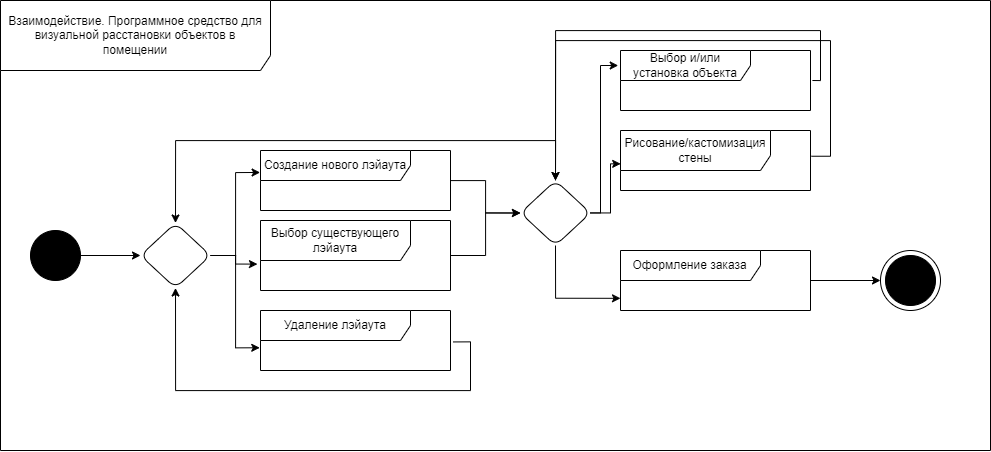 Взаимодействие. Программное средство для
визуальной расстановки объектов в
помещении
Выбор и/или
установка объекта
Рисование/кастомизация
стены
Создание нового лэйаута
Выбор существующего
лэйаута
Оформление заказа
Удаление лэйаута